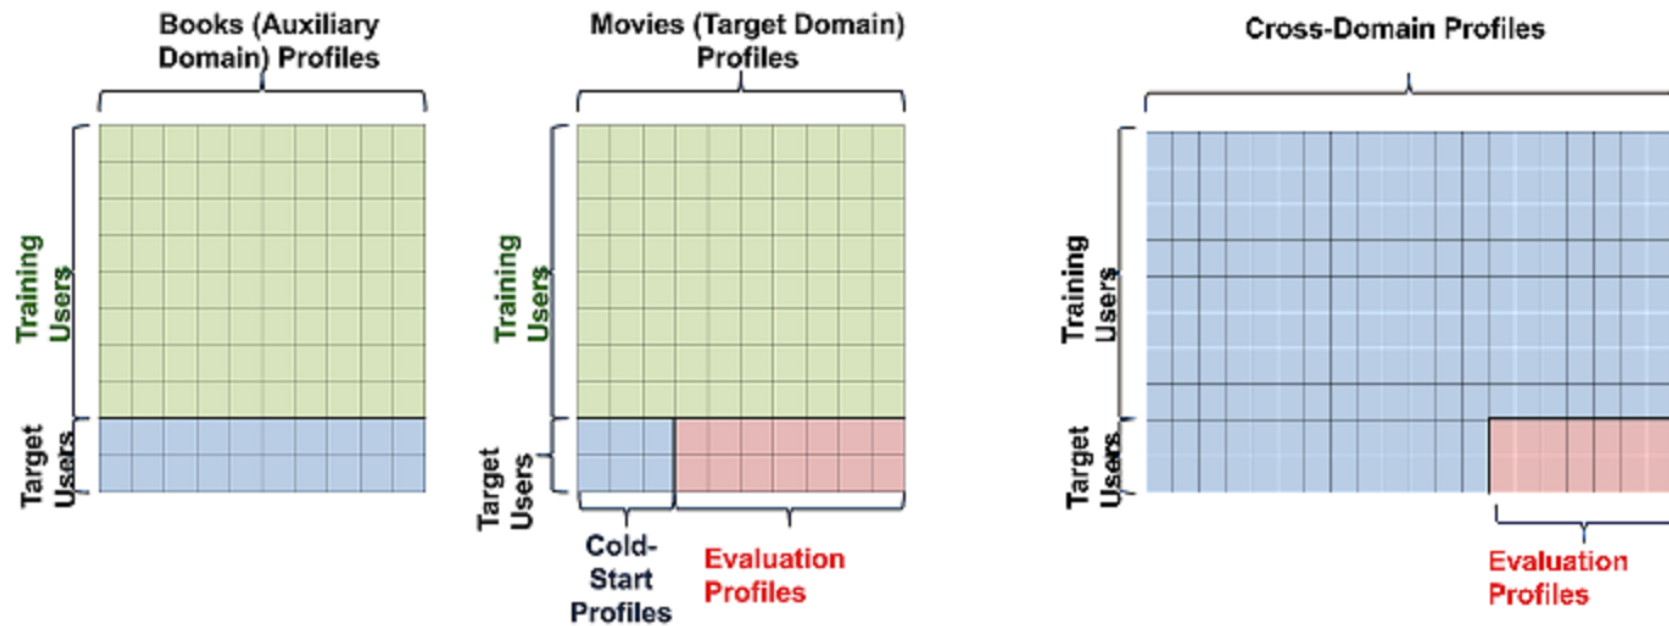 Books (Auxiliary
Domain) Profiles
Training
Users
Target
Users
Movies (Target Domain)
Profiles
Training
Users
Target
Users
Cold-
Start
Profiles
Evaluation
Profiles
Cross-Domain Profiles
Training
Users
Target
Users
Evaluation
Profiles